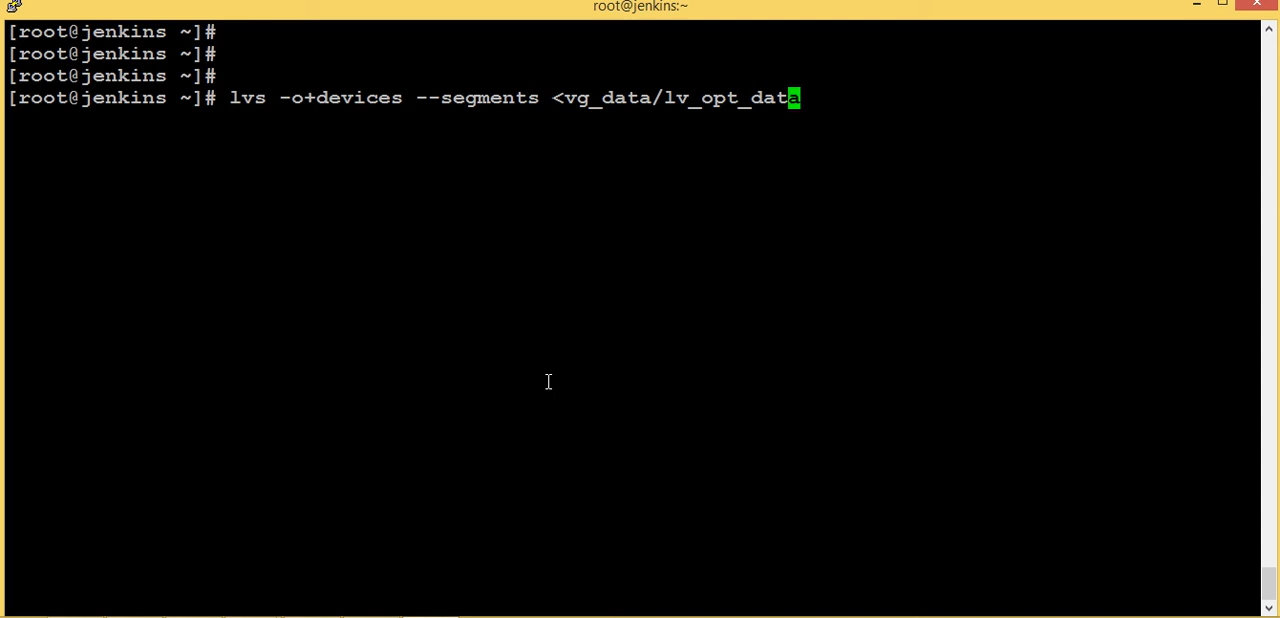 root@jenkins:~
[root@jenkins ~]#
[root@jenkins ~]#
[root@jenkins ~]#
[root@jenkins ~]# lvs -o+devices --segments <vg_data/lv_opt_data